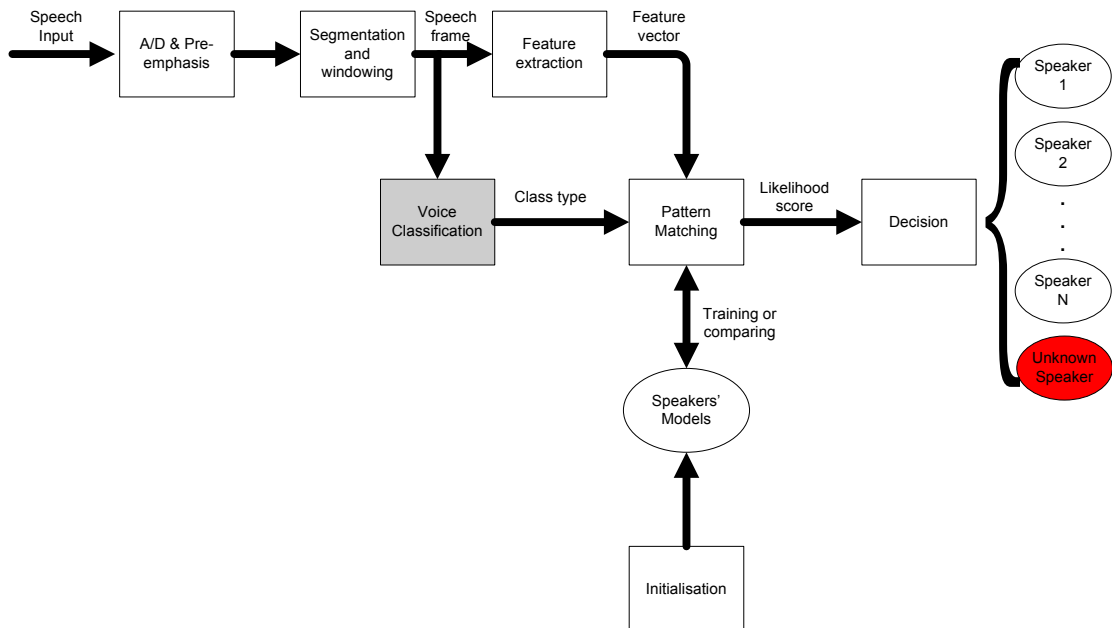 Speech
Input
A/D & Pre-
emphasis
Segmentation
and
windowing
Speech
frame
Feature
extraction
Feature
vector
Speaker
1
Speaker
2
.
.
.
Speaker
N
Unknown
Speaker
Voice
Classification
Class type
Pattern
Matching
Likelihood
score
Decision
Training or
comparing
Speakers’
Models
Initialisation